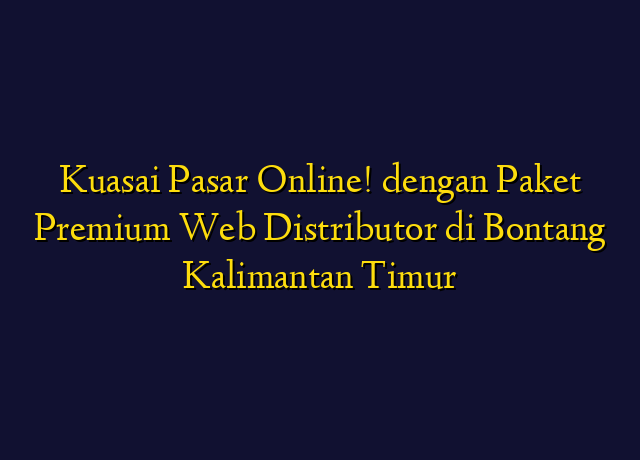 Kuasai Pasar Online! dengan Paket
Premium Web Distributor di Bontang
Kalimantan Timur